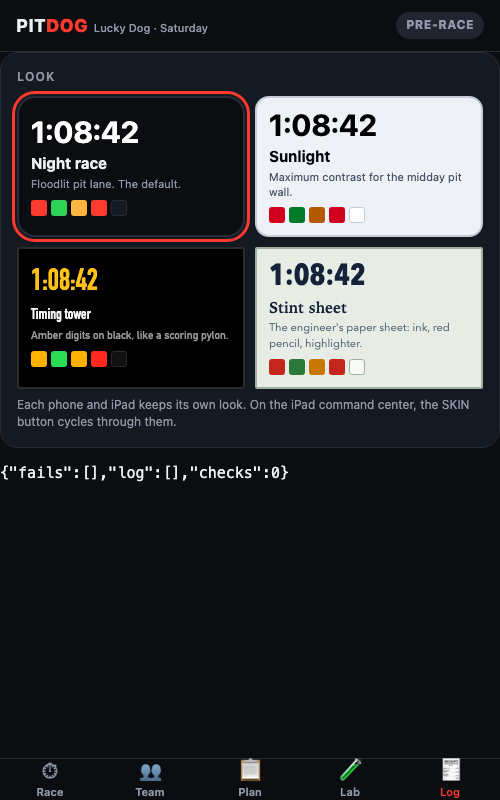 PITDOG Lucky Dog · Saturday
PRE-RACE
LOOK
1:08:42
Night race
Floodlit pit lane. The default.
1:08:42
Sunlight
Maximum contrast for the midday pit
wall.
1:08:42
Timing tower
Amber digits on black, like a scoring pylon.
1:08:42
Stint sheet
The engineer's paper sheet: ink, red
pencil, highlighter.
Each phone and iPad keeps its own look. On the iPad command center, the SKIN
button cycles through them.
{"fails":[],"log":[],"checks":0}
Race
Team
Plan
Lab
Log